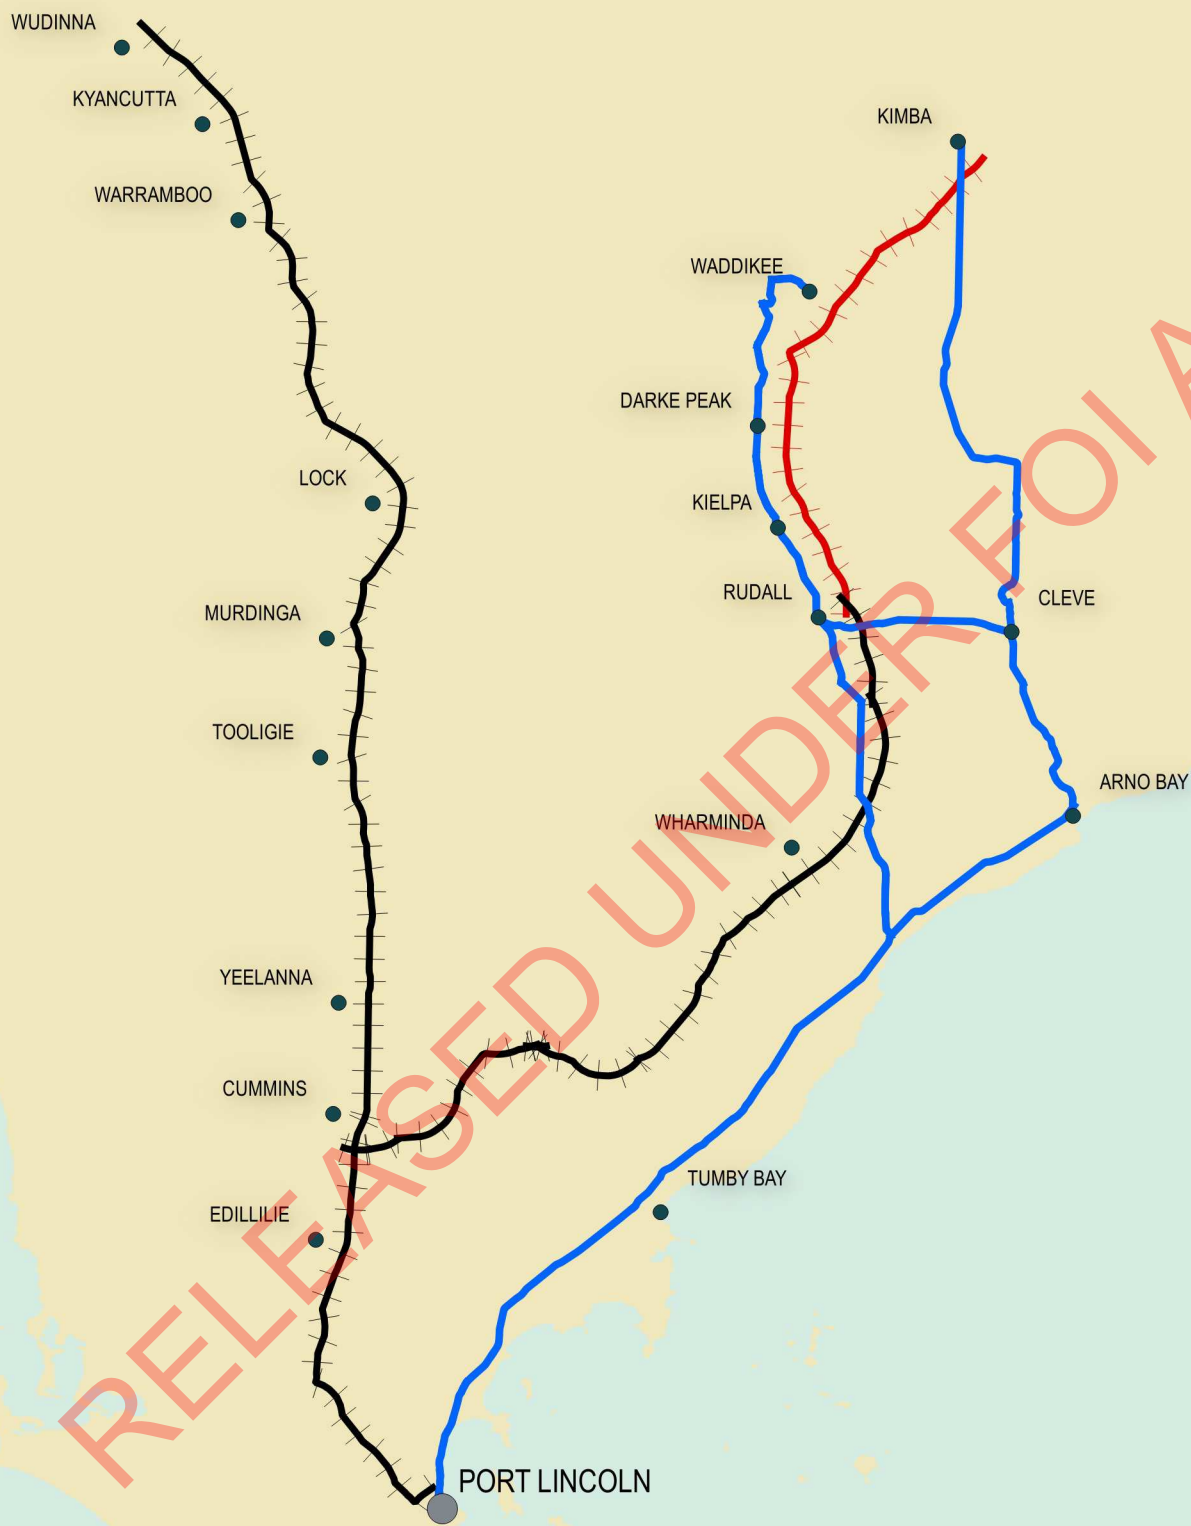 WUDINNA
KYANCUTTA
KIMBA
WARRAMBOO
WADDIKEE
DARKE PEAK
LOCK
KIELPA
RUDALL
CLEVE
MURDINGA
TOOLIGIE
ARNO BAY
WHARMINDA
YEELANNA
CUMMINS
TUMBY BAY
EDILLILIE
PORT LINCOLN
RELEASED UNDER FOI A